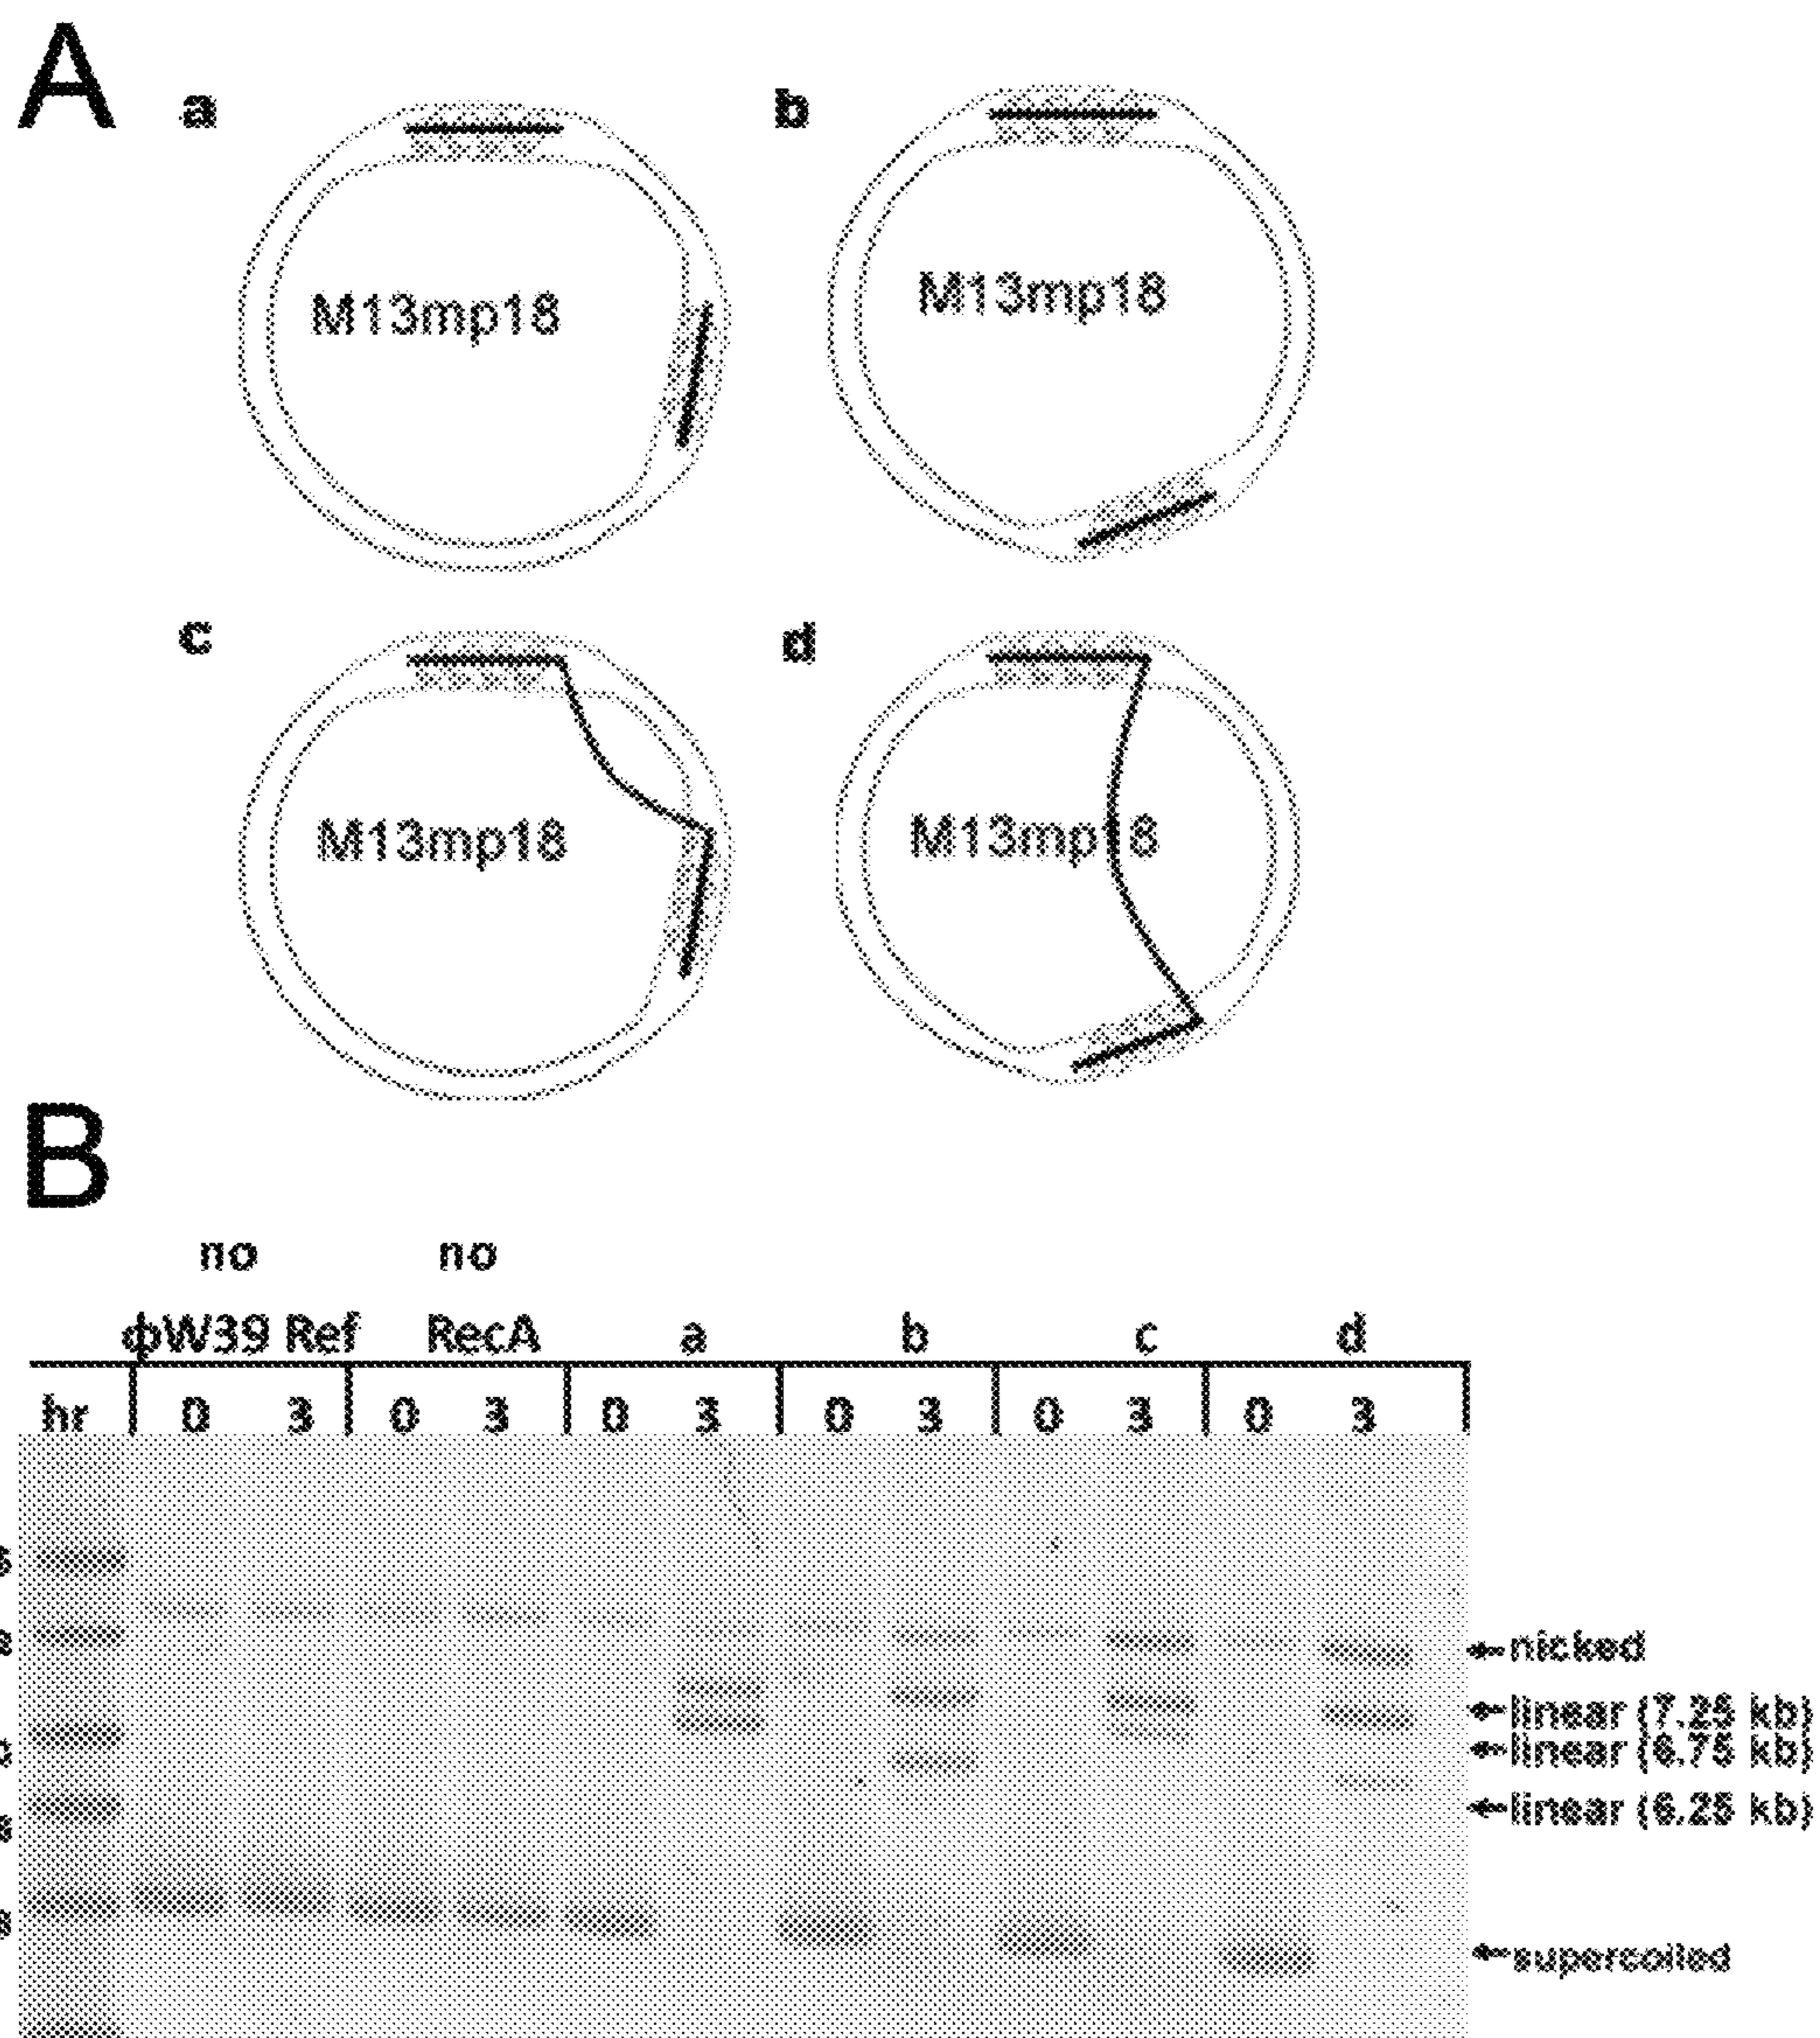 A
a
b
M13mp18
M13mp18
c
d
M13mp18
M13mp18
B
no no
ϕW39 Ref RecA a b c d
hr 0 3 0 3 0 3 0 3 0 3 0 3
nicked
linear (7.25 kb)
linear (6.75 kb)
linear (6.25 kb)
supercoiled